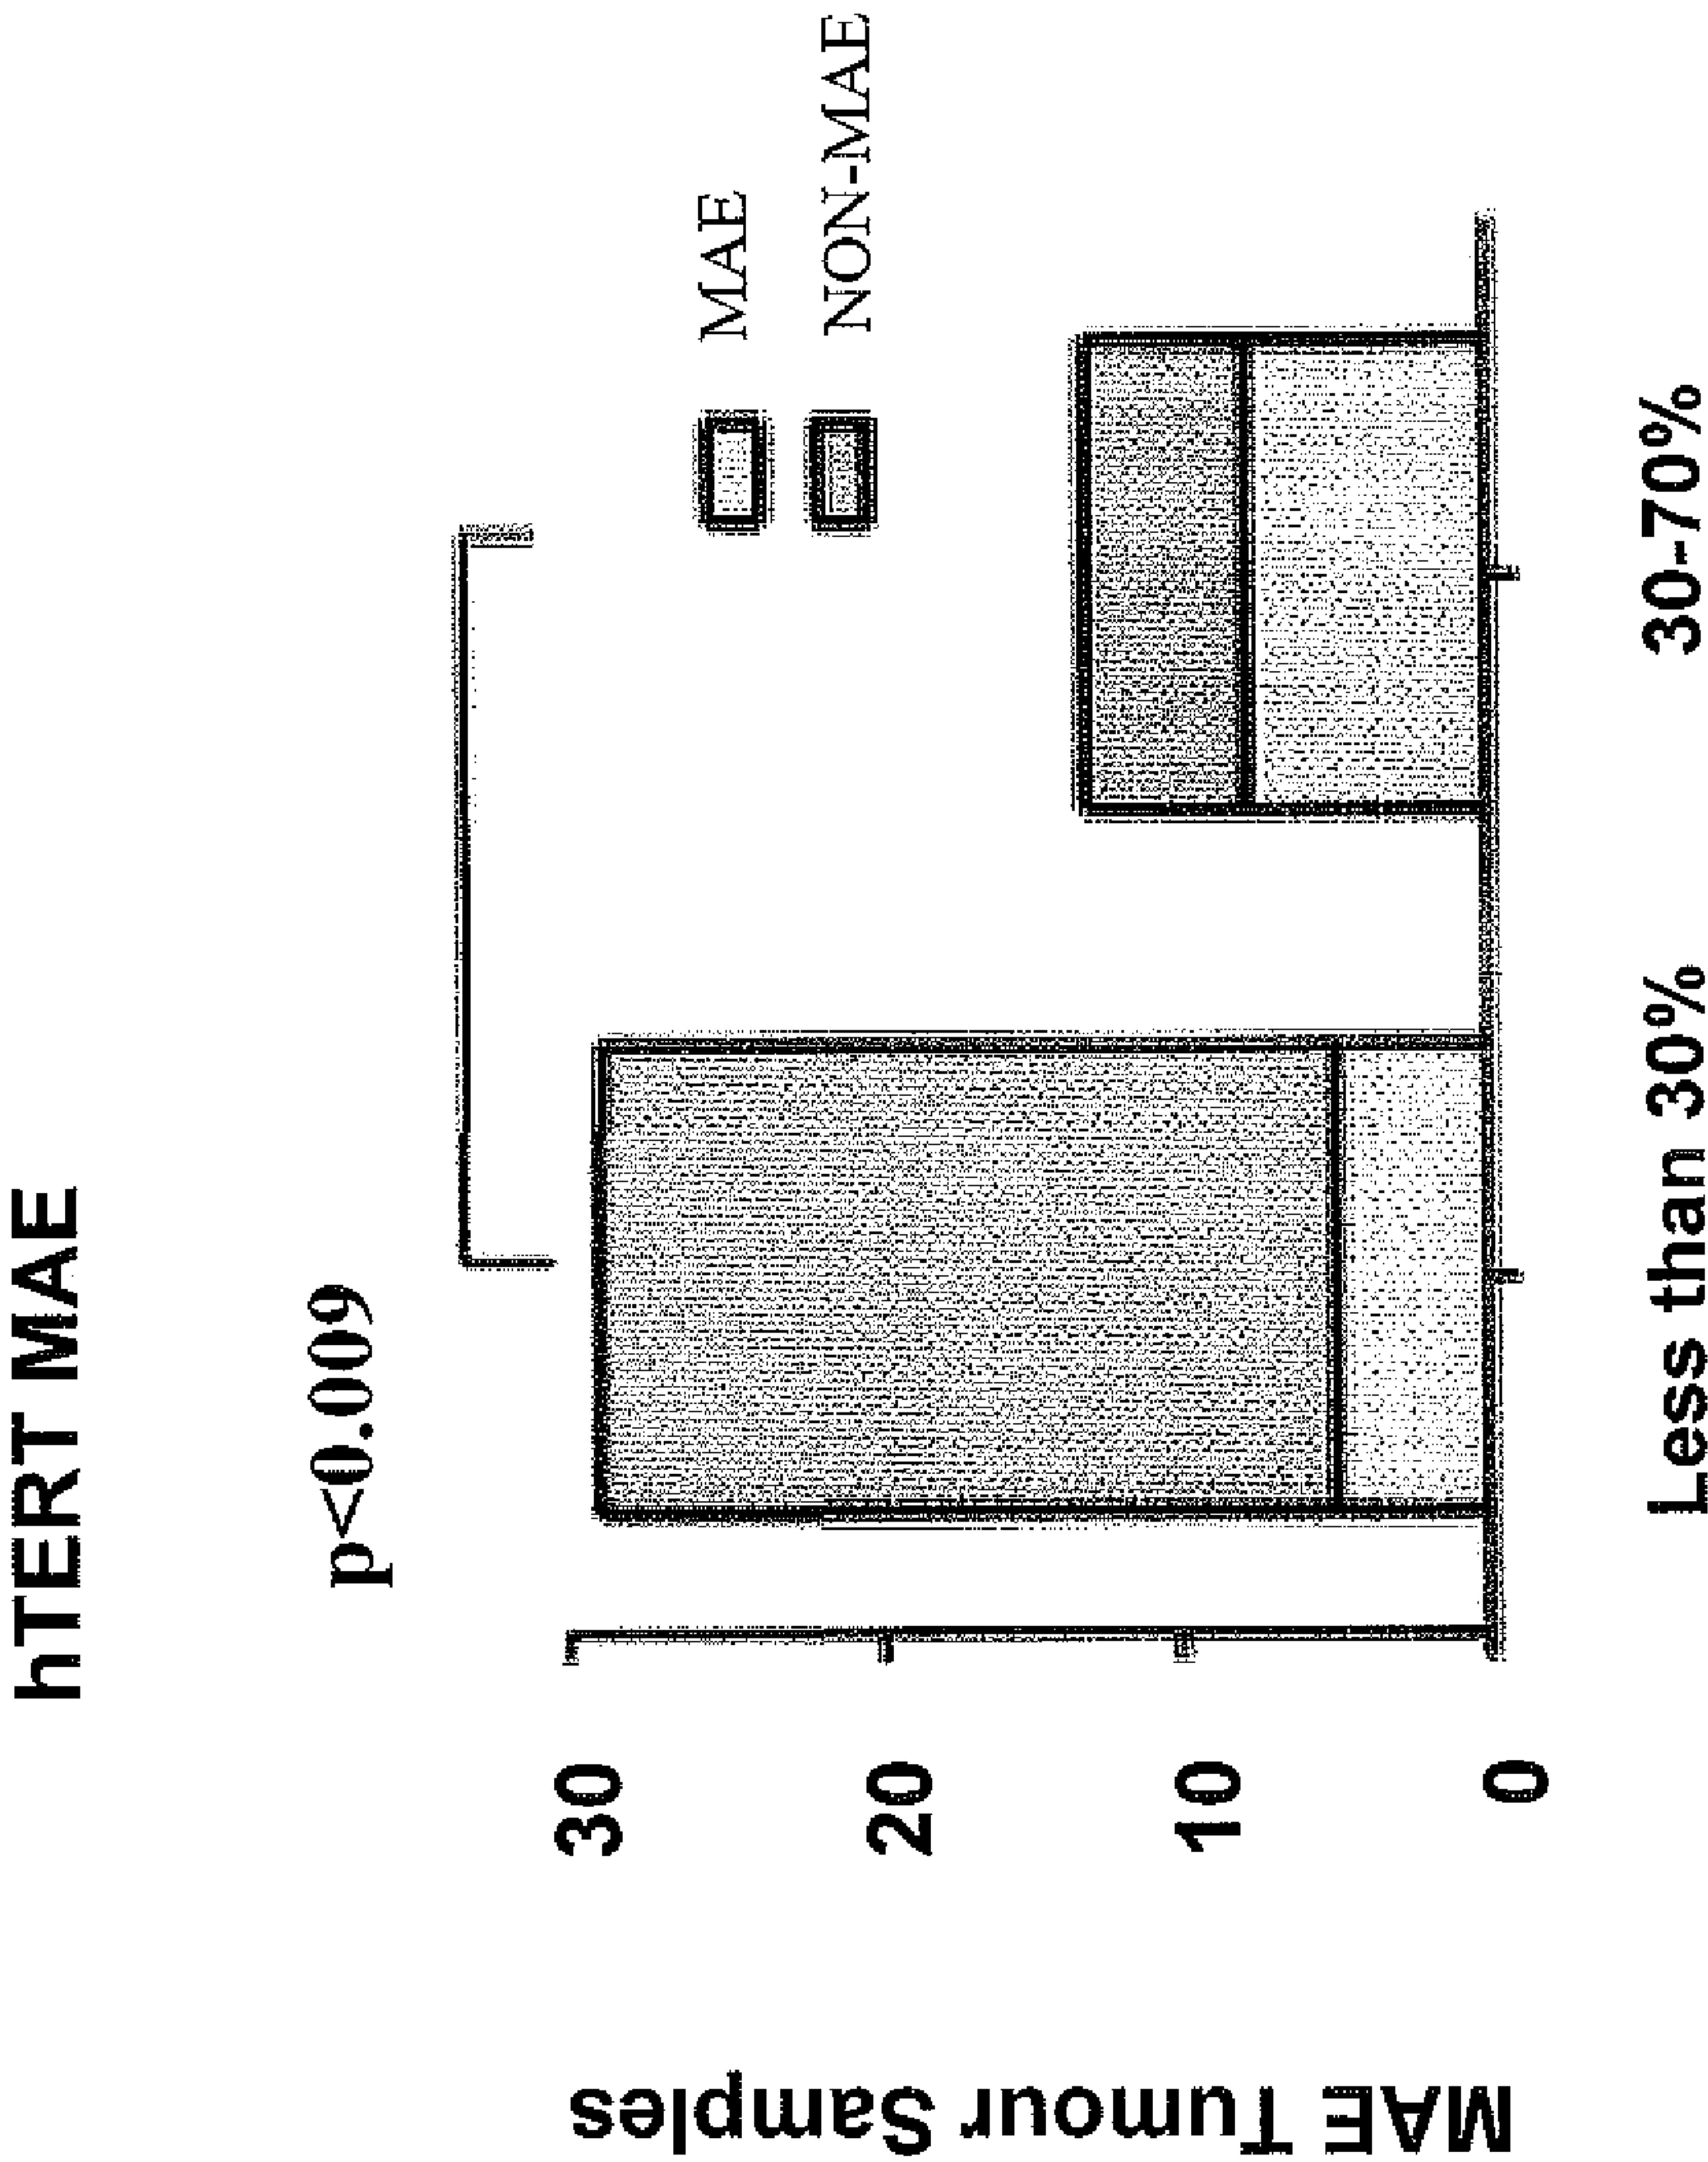 hTERT MAE
p<0.009
MAE
NON-MAE
30
20
10
0
MAE Tumour Samples
Less than 30%
30-70%